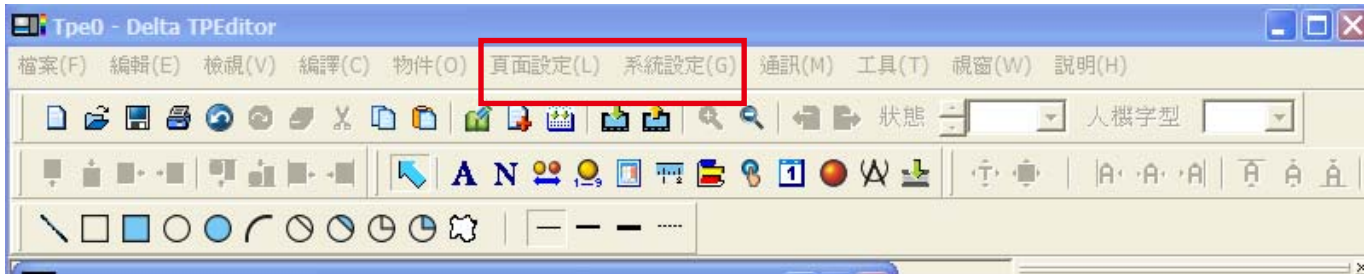 Tpe0 - Delta TPEditor
檔案(F) 編輯(E) 檢視(V) 編譯(C) 物件(O) 頁面設定(L) 系統設定(G) 通訊(M) 工具(T) 視窗(W) 説明(H)
狀態 人機字型